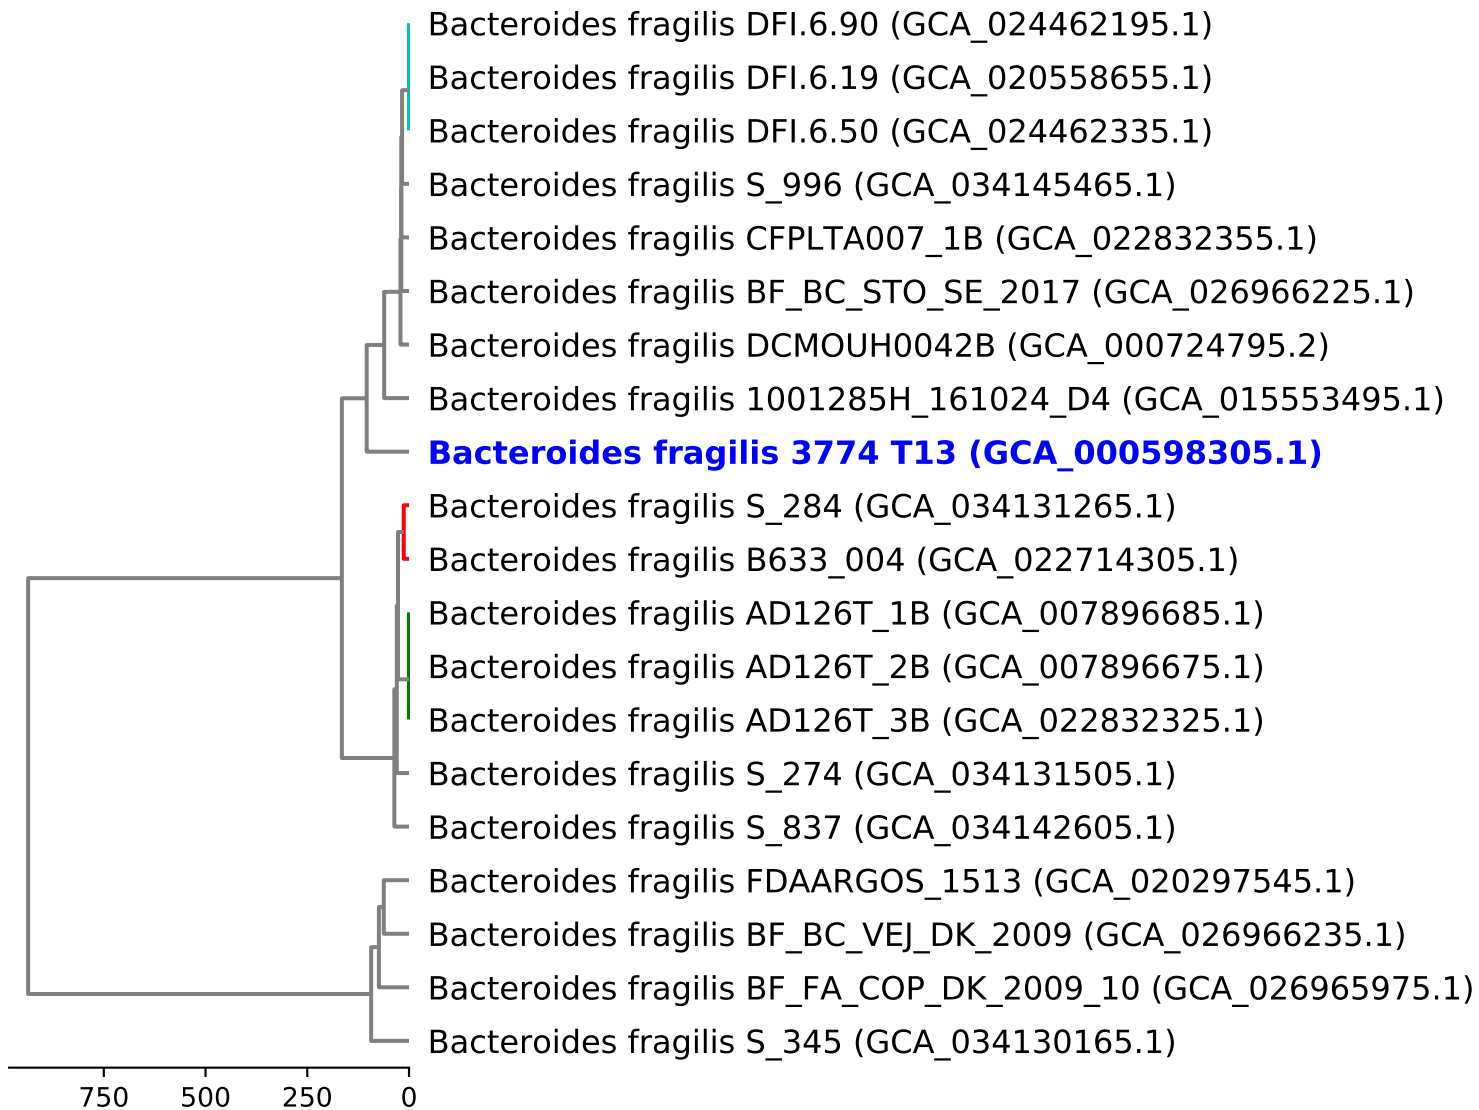 Bacteroides fragilis DFI.6.90 (GCA_024462195.1)
Bacteroides fragilis DFI.6.19 (GCA_020558655.1)
Bacteroides fragilis DFI.6.50 (GCA_024462335.1)
Bacteroides fragilis S_996 (GCA_034145465.1)
Bacteroides fragilis CFPLTA007_1B (GCA_022832355.1)
Bacteroides fragilis BF_BC_STO_SE_2017 (GCA_026966225.1)
Bacteroides fragilis DCMOUH0042B (GCA_000724795.2)
Bacteroides fragilis 1001285H_161024_D4 (GCA_015553495.1)
Bacteroides fragilis 3774 T13 (GCA_000598305.1)
Bacteroides fragilis S_284 (GCA_034131265.1)
Bacteroides fragilis B633_004 (GCA_022714305.1)
Bacteroides fragilis AD126T_1B (GCA_007896685.1)
Bacteroides fragilis AD126T_2B (GCA_007896675.1)
Bacteroides fragilis AD126T_3B (GCA_022832325.1)
Bacteroides fragilis S_274 (GCA_034131505.1)
Bacteroides fragilis S_837 (GCA_034142605.1)
Bacteroides fragilis FDAARGOS_1513 (GCA_020297545.1)
Bacteroides fragilis BF_BC_VEJ_DK_2009 (GCA_026966235.1)
Bacteroides fragilis BF_FA_COP_DK_2009_10 (GCA_026965975.1)
Bacteroides fragilis S_345 (GCA_034130165.1)
750 500 250 0